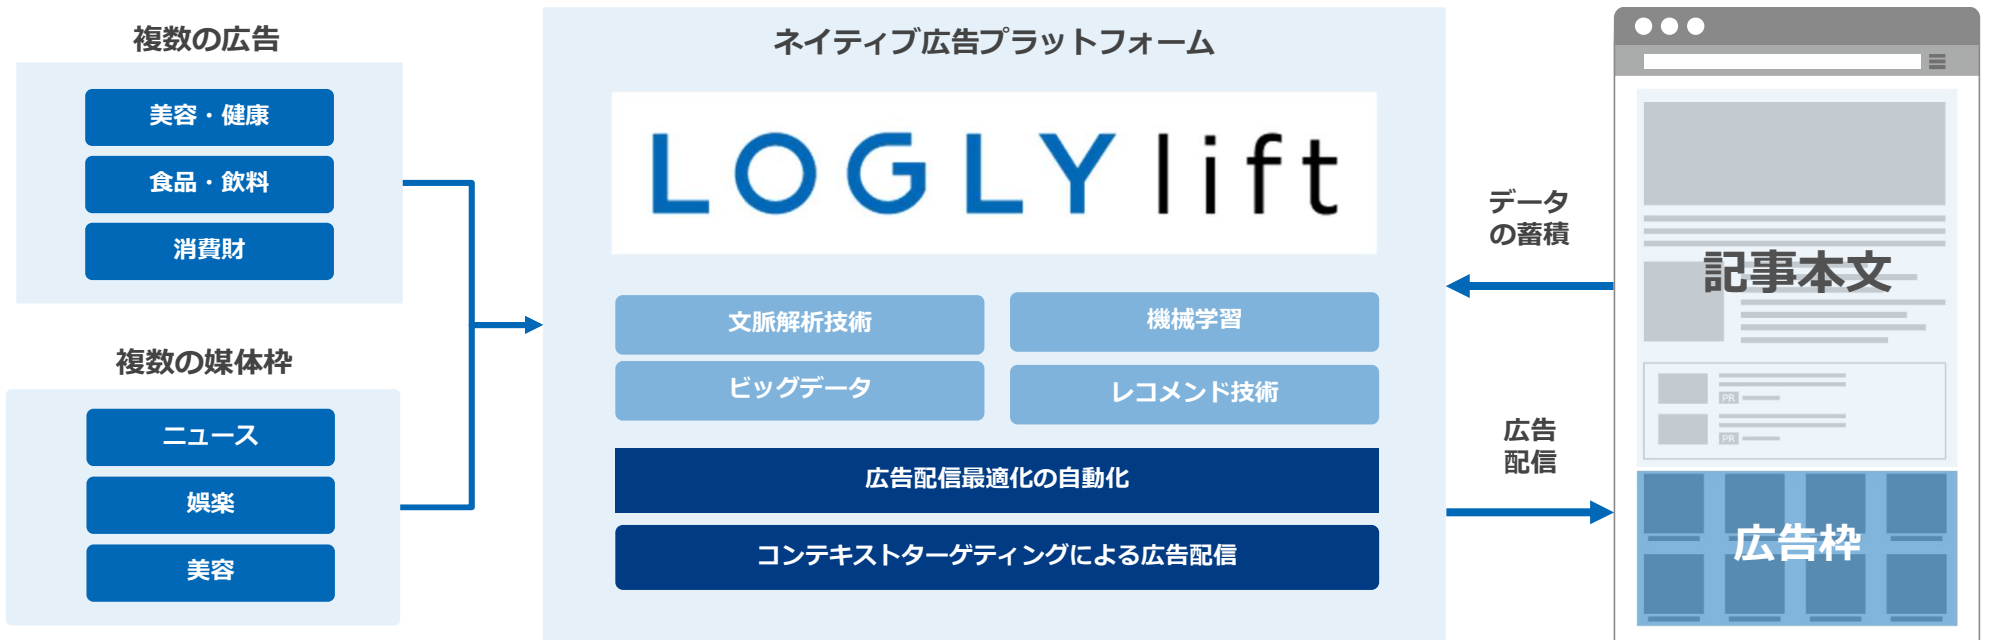 複数の広告
美容・健康
食品・飲料
消費財
複数の媒体枠
ニュース
娯楽
美容
ネイティブ広告プラットフォーム
LOGLY lift
文脈解析技術
機械学習
ビッグデータ
レコメンド技術
広告配信最適化の自動化
コンテキストターゲティングによる広告配信
データ
の蓄積
広告
配信
記事本文
PR
PR
広告枠